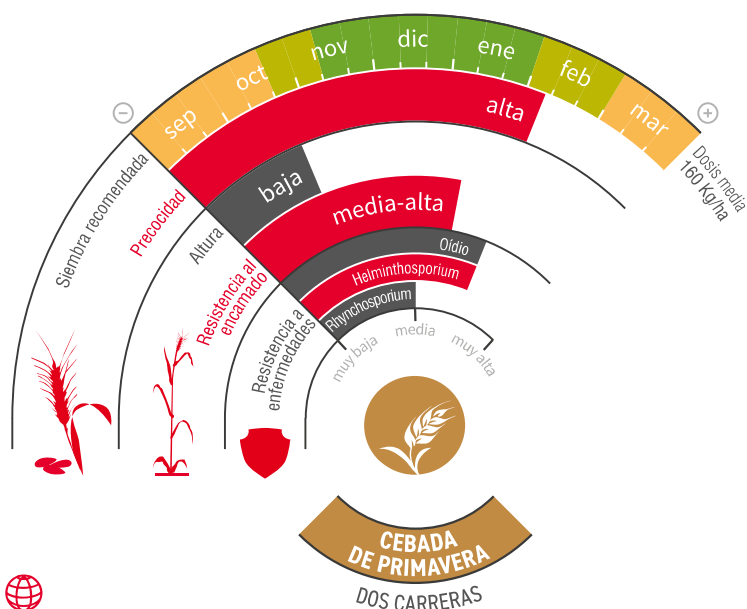 sep
oct
nov
dic
ene
feb
mar
Dosis media
160 Kg/ha
Siembra recomendada
Precocidad
alta
Altura
baja
Resistencia al
encamado
media-alta
Resistencia a
enfermedades
Oídio
Helminthosporium
Rhynchosporium
muy baja
media
muy alta
CEBADA
DE PRIMAVERA
DOS CARRERAS